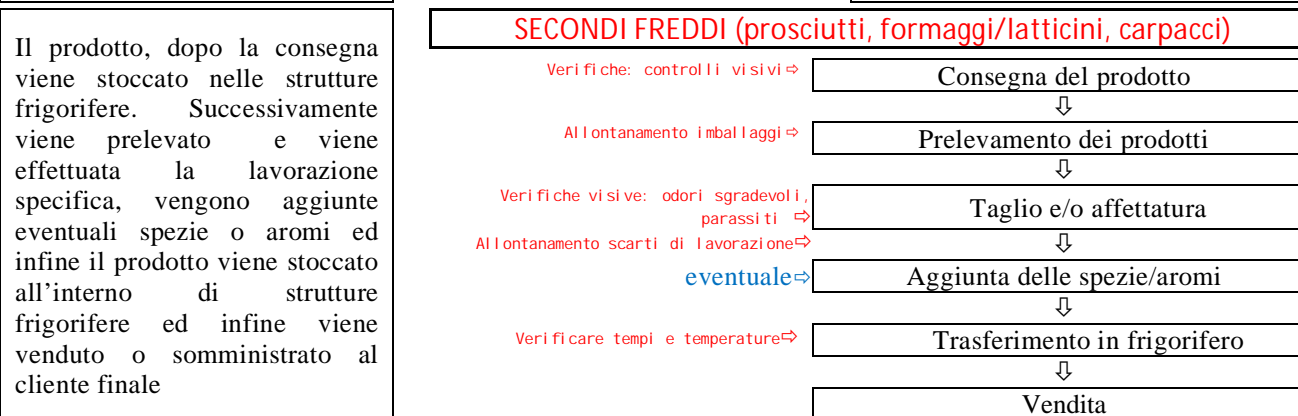 Il prodotto, dopo la consegna
viene stoccato nelle strutture
frigorifere. Successivamente
viene prelevato e viene
effettuata la lavorazione
specifica, vengono aggiunte
eventuali spezie o aromi ed
infine il prodotto viene stoccato
all’interno di strutture
frigorifere ed infine viene
venduto o somministrato al
cliente finale
SECONDI FREDDI (prosciutti, formaggi/latticini, carpacci)
Verifiche: controlli visivi⇨
Consegna del prodotto
⇩
Allontanamento imballaggi⇨
Prelevamento dei prodotti
⇩
Verifiche visive: odori sgradevoli,
parassiti ⇨
Taglio e/o affettatura
Allontanamento scarti di lavorazione⇨
⇩
eventuale⇨
Aggiunta delle spezie/aromi
⇩
Verificare tempi e temperature⇨
Trasferimento in frigorifero
⇩
Vendita